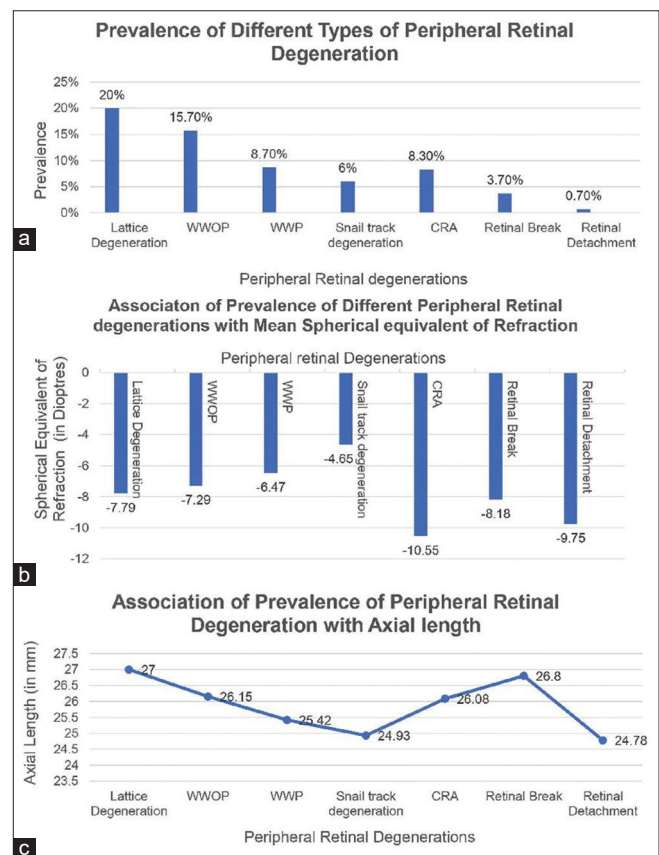 Prevalence of Different Types of Peripheral Retinal
Degeneration
25%
20%
15%
10%
5%
0%
Prevalence
20%
15.70%
8.70%
6%
8.30%
3.70%
0.70%
Lattice
Degeneration
WWOP
WWP
Snail track
degeneration
CRA
Retinal Break
Retinal
Detachment
Peripheral Retinal degenerations
a
Associaton of Prevalence of Different Peripheral Retinal
degenerations with Mean Spherical equivalent of Refraction
Peripheral retinal Degenerations
Spherical Equivalent of
Refraction (in Dioptres)
0
-2
-4
-6
-8
-10
-12
Lattice Degeneration
WWOP
WWP
Snail track degeneration
CRA
Retinal Break
Retinal Detachment
-7.79
-7.29
-6.47
-4.65
-10.55
-8.18
-9.75
b
Association of Prevalence of Peripheral Retinal
Degeneration with Axial length
Axial Length (in mm)
27.5
27
26.5
26
25.5
25
24.5
24
23.5
27
26.15
25.42
24.93
26.08
26.8
24.78
Lattice
Degeneration
WWOP
WWP
Snail track
degeneration
CRA
Retinal Break
Retinal
Detachment
Peripheral Retinal Degenerations
c